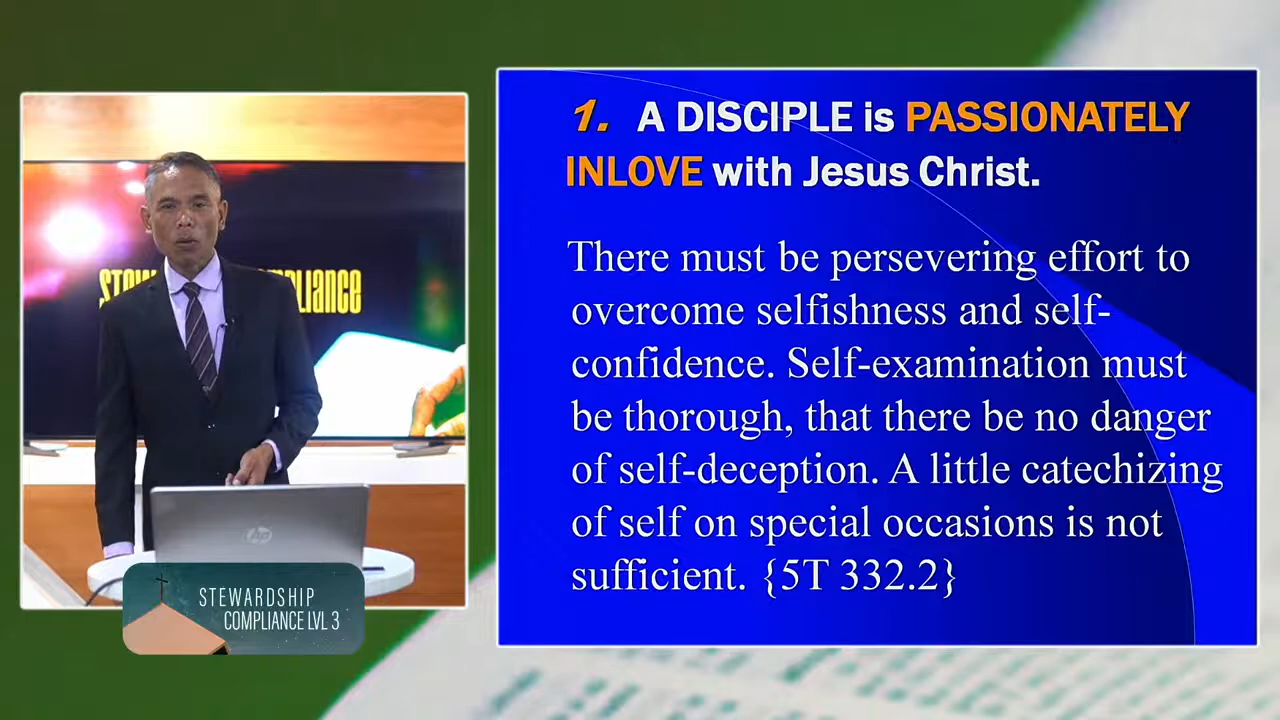 1. A DISCIPLE is PASSIONATELY
INLOVE with Jesus Christ.
There must be persevering effort to
overcome selfishness and self-
confidence. Self-examination must
be thorough, that there be no danger
of self-deception. A little catechizing
of self on special occasions is not
sufficient. {5T 332.2}
hp
STEWARDSHIP
COMPLIANCE LVL 3